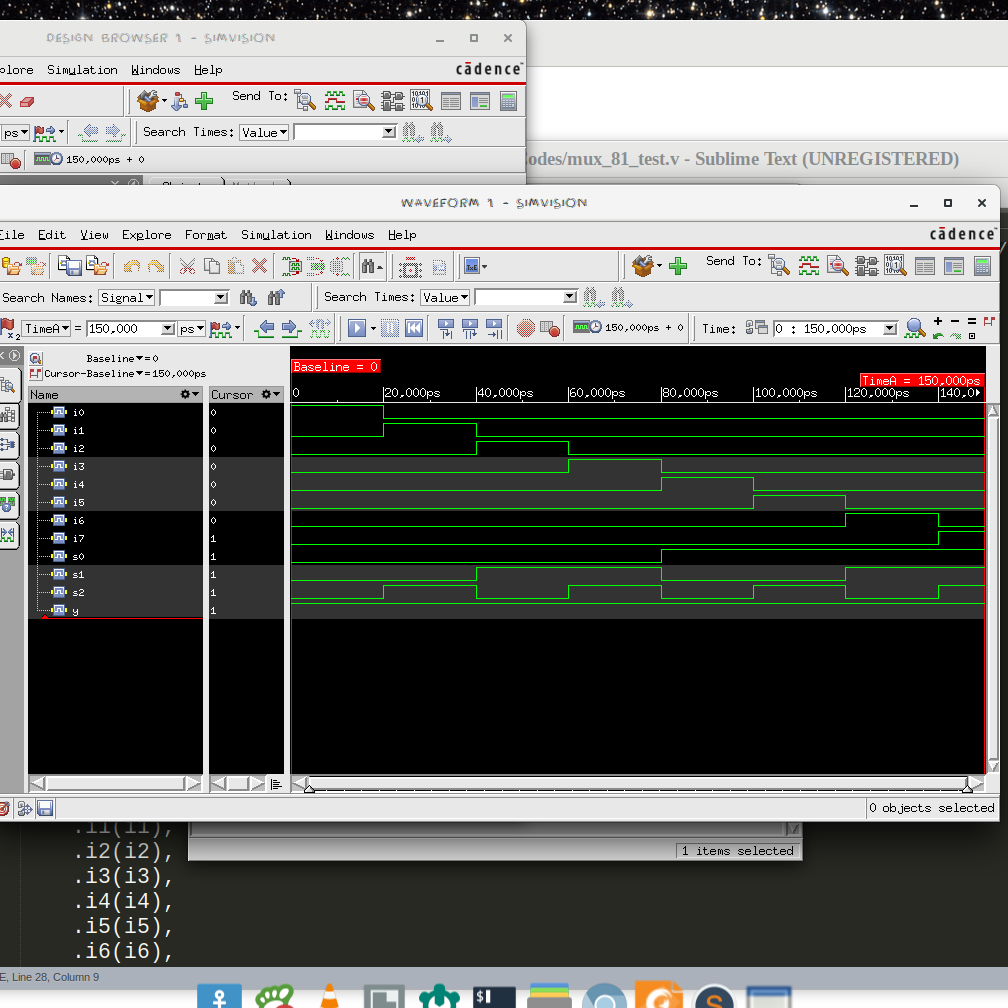 DESIGN BROWSER 1 - SIMVISION
plore Simulation Windows Help
cādence
Send To:
ps Search Times: Value
150,000ps + 0
odes/mux_81_test.v - Sublime Text (UNREGISTERED)
WAVEFORM 1 - SIMVISION
File Edit View Explore Format Simulation Windows Help
cādence
Send To:
Search Names: Signal Search Times: Value
TimeA = 150,000 ps 150,000ps + 0 Time: 0 : 150,000ps
Baseline = 0
Cursor-Baseline = 150,000ps
Baseline = 0
TimeA = 150,000ps
Name Cursor 0 20,000ps 40,000ps 60,000ps 80,000ps 100,000ps 120,000ps 140,0
i0 0
i1 0
i2 0
i3 0
i4 0
i5 0
i6 0
i7 1
s0 1
s1 1
s2 1
y 1
0 objects selected
.i1(i1),
.i2(i2),
1 items selected
.i3(i3),
.i4(i4),
.i5(i5),
.i6(i6),
E, Line 28, Column 9